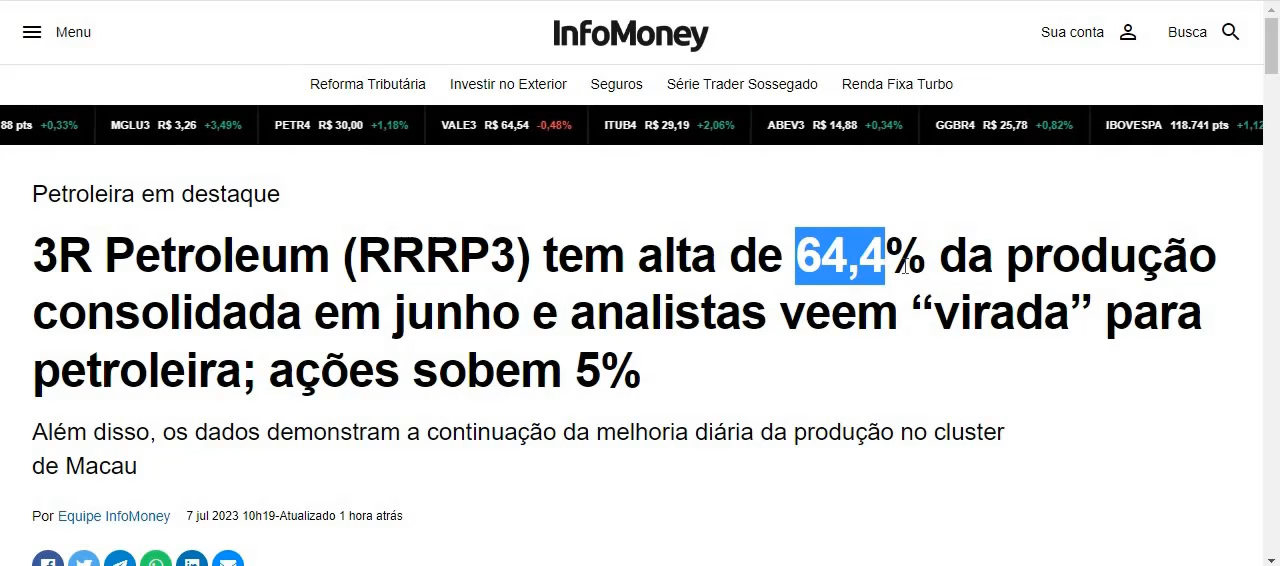 Menu
InfoMoney
Sua conta
Busca
Reforma Tributária Investir no Exterior Seguros Série Trader Sossegado Renda Fixa Turbo
88 pts +0,33% MGLU3 R$ 3,26 +3,49% PETR4 R$ 30,00 +1,18% VALE3 R$ 64,54 -0,48% ITUB4 R$ 29,19 +2,06% ABEV3 R$ 14,88 +0,34% GGBR4 R$ 25,78 +0,82% IBOVESPA 118.741 pts +1,12
Petroleira em destaque
3R Petroleum (RRRP3) tem alta de 64,4% da produção
consolidada em junho e analistas veem “virada” para
petroleira; ações sobem 5%
Além disso, os dados demonstram a continuação da melhoria diária da produção no cluster
de Macau
Por Equipe InfoMoney 7 jul 2023 10h19-Atualizado 1 hora atrás